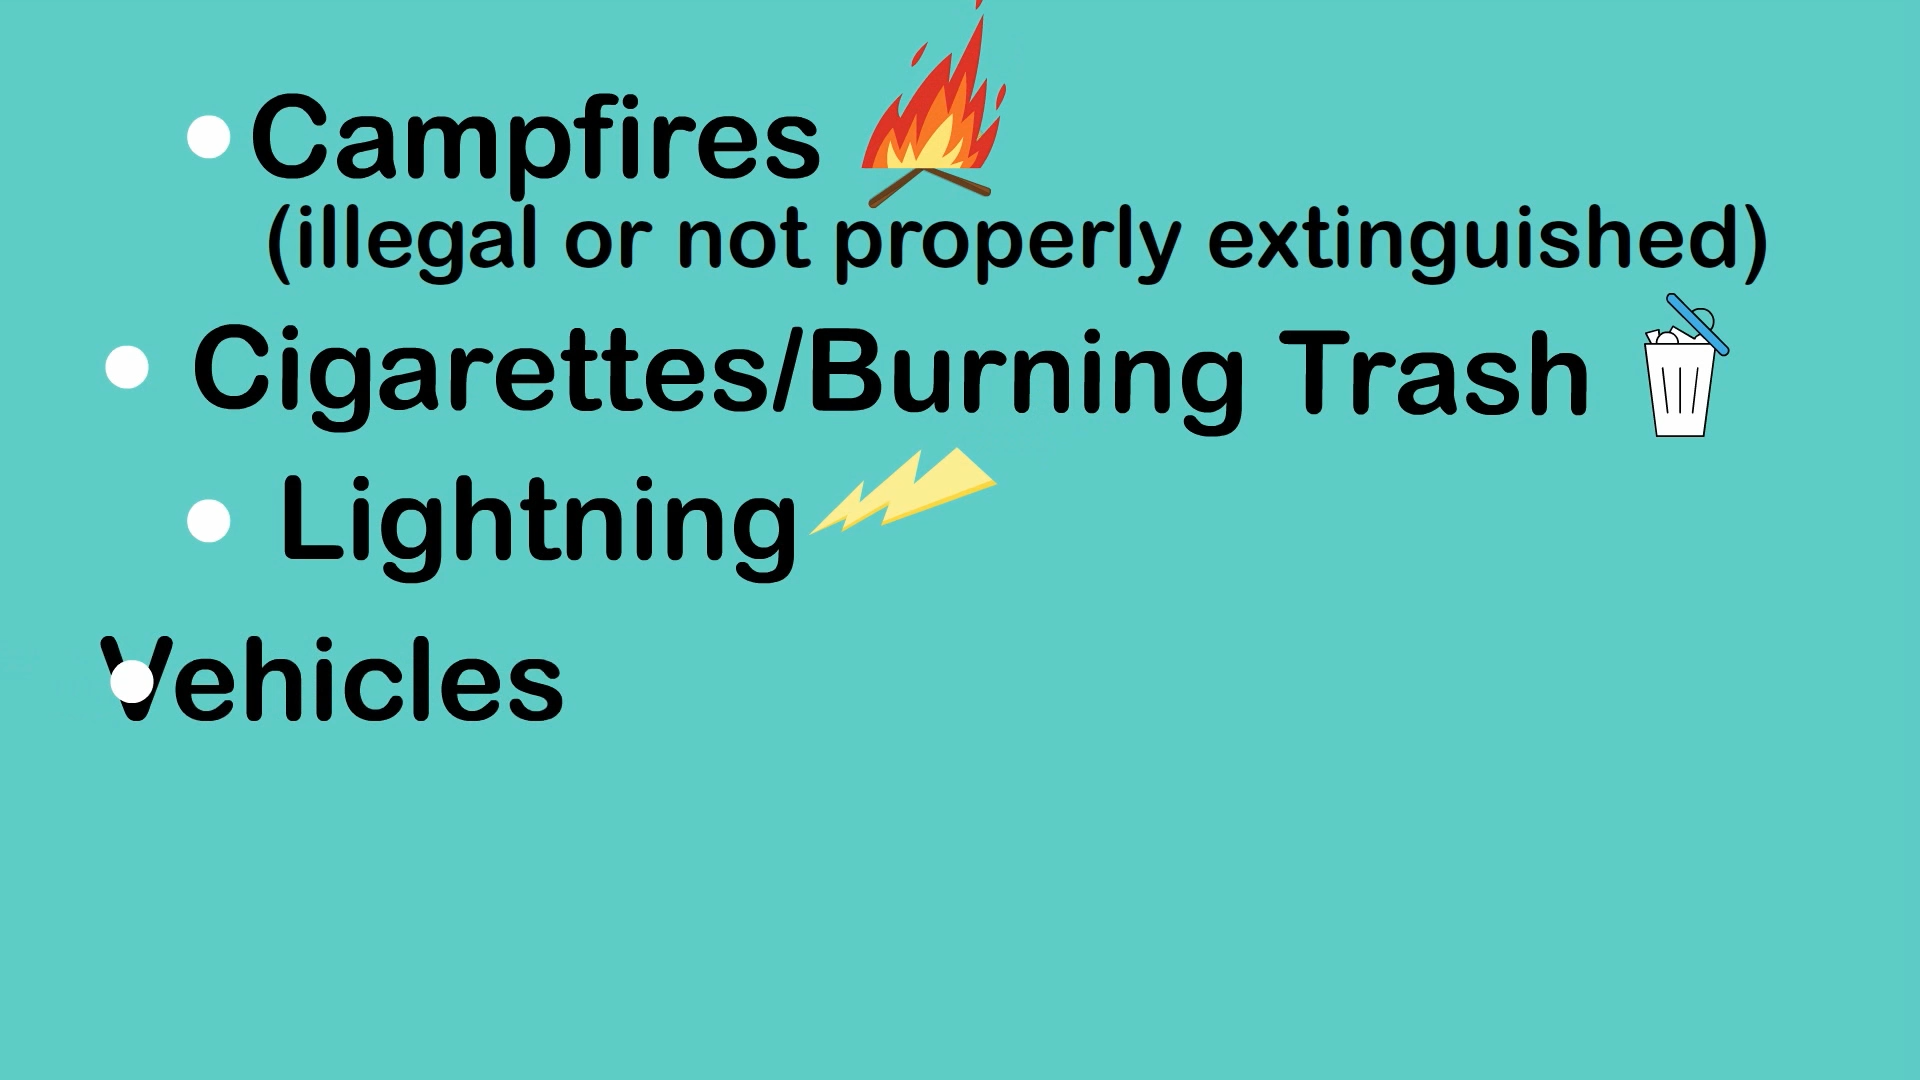 Campfires
(illegal or not properly extinguished)
Cigarettes/Burning Trash
Lightning
Vehicles